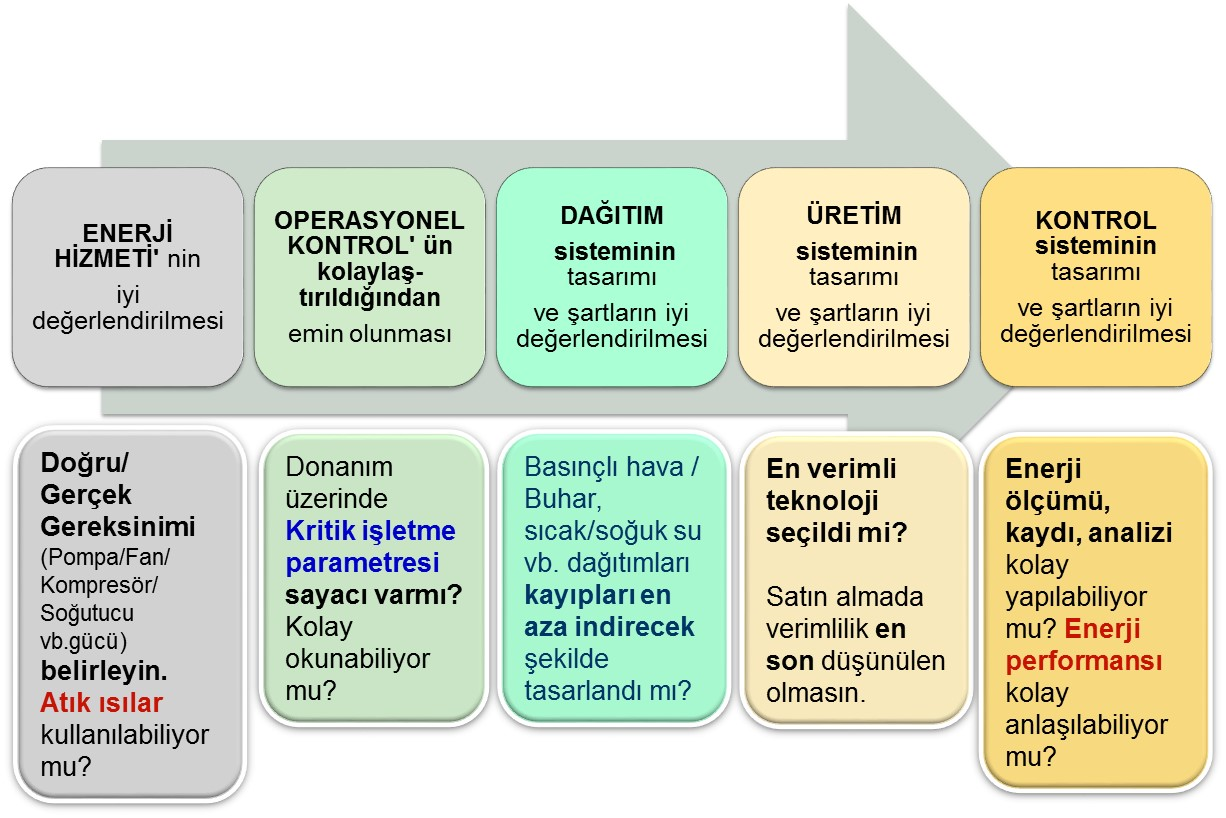 ENERJİ
HİZMETİ' nin
iyi
değerlendirilmesi
OPERASYONEL
KONTROL' ün
kolaylaş-
tırıldığından
emin olunması
DAĞITIM
sisteminin
tasarımı
ve şartların iyi
değerlendirilmesi
ÜRETİM
sisteminin
tasarımı
ve şartların iyi
değerlendirilmesi
KONTROL
sisteminin
tasarımı
ve şartların iyi
değerlendirilmesi
Doğru/
Gerçek
Gereksinimi
(Pompa/Fan/
Kompresör/
Soğutucu
vb.gücü)
belirleyin.
Atık ısılar
kullanılabiliyor
mu?
Donanım
üzerinde
Kritik işletme
parametresi
sayacı varmı?
Kolay
okunabiliyor
mu?
Basınçlı hava /
Buhar,
sıcak/soğuk su
vb. dağıtımları
kayıpları en
aza indirecek
şekilde
tasarlandı mı?
En verimli
teknoloji
seçildi mi?
Satın almada
verimlilik en
son düşünülen
olmasın.
Enerji
ölçümü,
kaydı, analizi
kolay
yapılabiliyor
mu? Enerji
performansı
kolay
anlaşılabiliyor
mu?